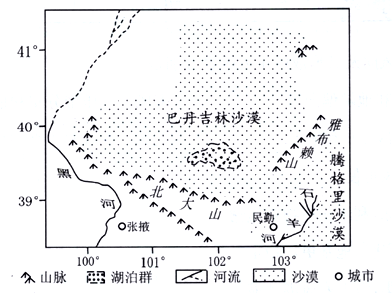 41°
40°
39°
巴丹吉林沙漠
雅布赖山
腾格里沙漠
黑河
北大山
石羊河
张掖
民勤
100° 101° 102° 103°
山脉 湖泊群 河流 沙漠 城市